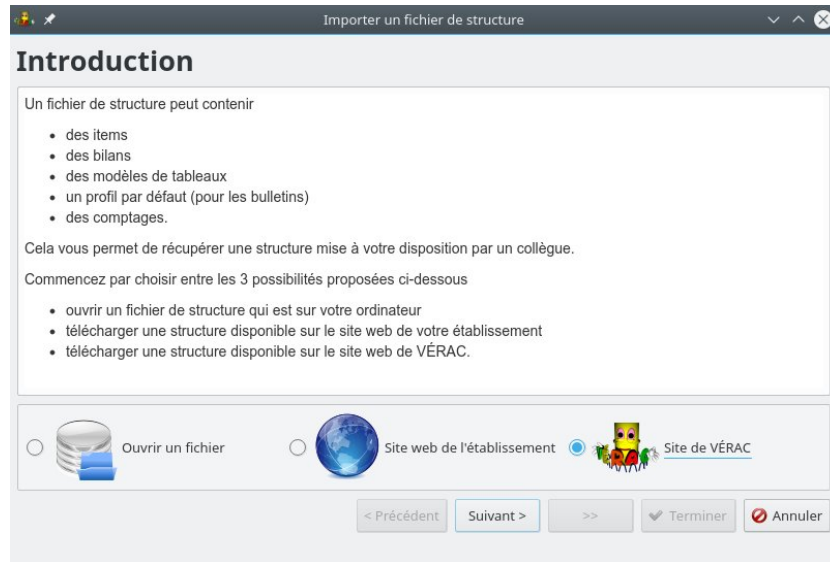 Importer un fichier de structure
Introduction
Un fichier de structure peut contenir
• des items
• des bilans
• des modèles de tableaux
• un profil par défaut (pour les bulletins)
• des comptages.
Cela vous permet de récupérer une structure mise à votre disposition par un collègue.
Commencez par choisir entre les 3 possibilités proposées ci-dessous
• ouvrir un fichier de structure qui est sur votre ordinateur
• télécharger une structure disponible sur le site web de votre établissement
• télécharger une structure disponible sur le site web de VÉRAC.
Ouvrir un fichier Site web de l'établissement VÉRAC Site de VÉRAC
< Précédent Suivant > >> Terminer Annuler